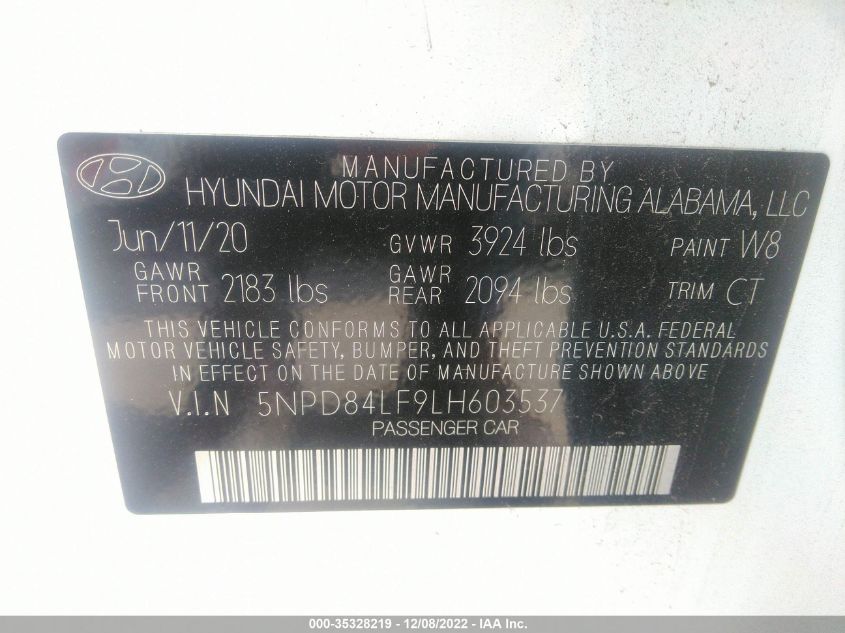 MANUFACTURED BY
HYUNDAI MOTOR MANUFACTURING ALABAMA, LLC
Jun/11/20 GVWR 3924 lbs PAINT W8
GAWR FRONT 2183 lbs GAWR REAR 2094 lbs TRIM CT
THIS VEHICLE CONFORMS TO ALL APPLICABLE U.S.A. FEDERAL
MOTOR VEHICLE SAFETY, BUMPER, AND THEFT PREVENTION STANDARDS
IN EFFECT ON THE DATE OF MANUFACTURE SHOWN ABOVE
V.I.N 5NPD84LF9LH603537
PASSENGER CAR
000-35328219 - 12/08/2022 - IAA Inc.